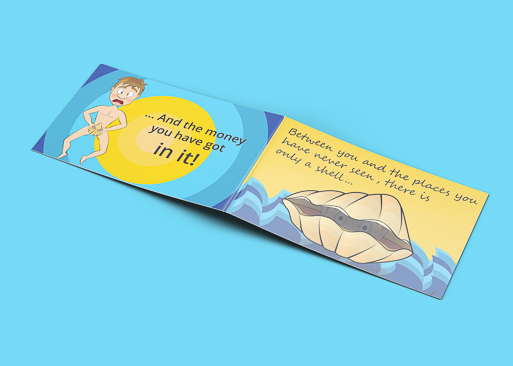 ... And the money
you have got
in it!
Between you and the places you
have never seen , there is
only a shell...